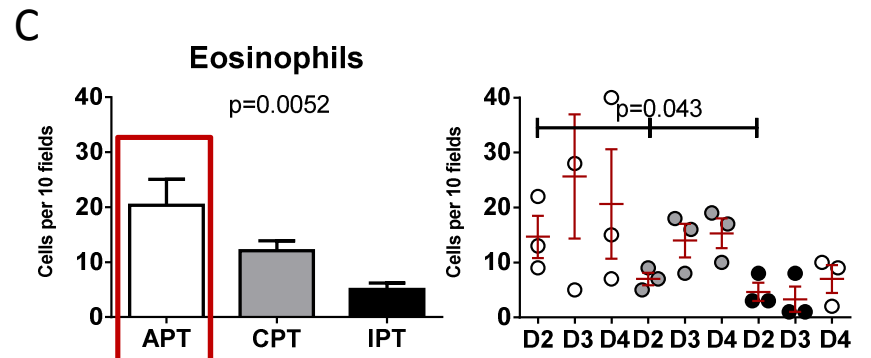 C
Eosinophils
p=0.0052
Cells per 10 fields
40
30
20
10
0
APT CPT IPT
p=0.043
Cells per 10 fields
40
30
20
10
0
D2 D3 D4 D2 D3 D4 D2 D3 D4